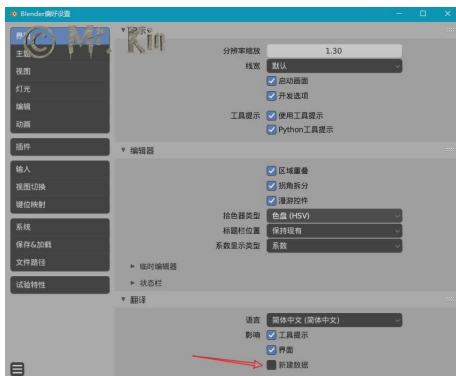 Blender偏好设置
© Mr. Kin
界面
主题
视图
灯光
编辑
动画
插件
输入
视图切换
键位映射
系统
保存&加载
文件路径
试验特性
显示
分辨率缩放 1.30
线宽 默认
启动画面
开发选项
工具提示 使用工具提示
Python工具提示
编辑器
区域重叠
拐角拆分
漫游控件
拾色器类型 色盘 (HSV)
标题栏位置 保持现有
系数显示类型 系数
临时编辑器
状态栏
翻译
语言 简体中文 (简体中文)
影响 工具提示
界面
新建数据